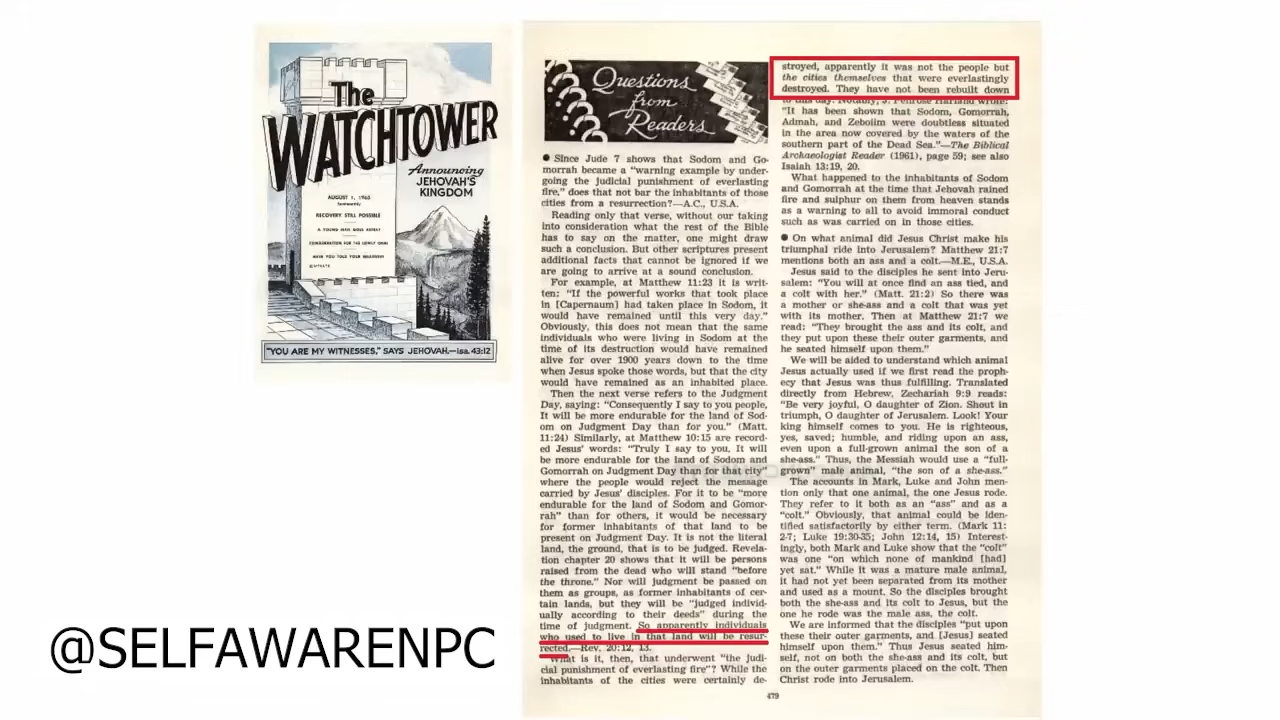 The
WATCHTOWER
Announcing
JEHOVAH'S
KINGDOM
AUGUST 1, 1965
Semimonthly
RECOVERY STILL POSSIBLE
CONSIDERATION FOR THE LONELY ONES
"YOU ARE MY WITNESSES," SAYS JEHOVAH.—Isa. 43:12
@SELFAWARENPC
Questions
from
Readers
● Since Jude 7 shows that Sodom and Go-
morrah became a "warning example by under-
going the judicial punishment of everlasting
fire," does that not bar the inhabitants of those
cities from a resurrection?—A.C., U.S.A.
Reading only that verse, without our taking
into consideration what the rest of the Bible
has to say on the matter, one might draw
such a conclusion. But other scriptures present
additional facts that cannot be ignored if we
are going to arrive at a sound conclusion.
For example, at Matthew 11:23 it is writ-
ten: "If the powerful works that took place
in [Capernaum] had taken place in Sodom, it
would have remained until this very day."
Obviously, this does not mean that the same
individuals who were living in Sodom at the
time of its destruction would have remained
alive for over 1900 years down to the time
when Jesus spoke those words, but that the city
would have remained as an inhabited place.
Then the next verse refers to the Judgment
Day, saying: "Consequently I say to you people,
It will be more endurable for the land of Sod-
om on Judgment Day than for you." (Matt.
11:24) Similarly, at Matthew 10:15 are record-
ed Jesus' words: "Truly I say to you, It will
be more endurable for the land of Sodom and
Gomorrah on Judgment Day than for that city"
where the people would reject the message
carried by Jesus' disciples. For it to be "more
endurable for the land of Sodom and Gomor-
rah" than for others, it would be necessary
for former inhabitants of that land to be
present on Judgment Day. It is not the literal
land, the ground, that is to be judged. Revela-
tion chapter 20 shows that it will be persons
raised from the dead who will stand "before
the throne." Nor will judgment be passed on
them as groups, as former inhabitants of cer-
tain lands, but they will be "judged individ-
ually according to their deeds" during the
time of judgment. So apparently individuals
who used to live in that land will be resur-
rected.—Rev. 20:12, 13.
What is it, then, that underwent "the judi-
cial punishment of everlasting fire"? While the
inhabitants of the cities were certainly de-
stroyed, apparently it was not the people but
the cities themselves that were everlastingly
destroyed. They have not been rebuilt down
to this day. Notably, J. Penrose Harland wrote:
"It has been shown that Sodom, Gomorrah,
Admah, and Zeboiim were doubtless situated
in the area now covered by the waters of the
southern part of the Dead Sea."—The Biblical
Archaeologist Reader (1961), page 59; see also
Isaiah 13:19, 20.
What happened to the inhabitants of Sodom
and Gomorrah at the time that Jehovah rained
fire and sulphur on them from heaven stands
as a warning to all to avoid immoral conduct
such as was carried on in those cities.
● On what animal did Jesus Christ make his
triumphal ride into Jerusalem? Matthew 21:7
mentions both an ass and a colt.—M.E., U.S.A.
Jesus said to the disciples he sent into Jeru-
salem: "You will at once find an ass tied, and
a colt with her." (Matt. 21:2) So there was
a mother or she-ass and a colt that was yet
with its mother. Then at Matthew 21:7 we
read: "They brought the ass and its colt, and
they put upon these their outer garments, and
he seated himself upon them."
We will be aided to understand which animal
Jesus actually used if we first read the proph-
ecy that Jesus was thus fulfilling. Translated
directly from Hebrew, Zechariah 9:9 reads:
"Be very joyful, O daughter of Zion. Shout in
triumph, O daughter of Jerusalem. Look! Your
king himself comes to you. He is righteous,
yes, saved; humble, and riding upon an ass,
even upon a full-grown animal the son of a
she-ass." Thus, the Messiah would use a "full-
grown" male animal, "the son of a she-ass."
The accounts in Mark, Luke and John men-
tion only that one animal, the one Jesus rode.
They refer to it both as an "ass" and as a
"colt." Obviously, that animal could be iden-
tified satisfactorily by either term. (Mark 11:
2-7; Luke 19:30-35; John 12:14, 15) Interest-
ingly, both Mark and Luke show that the "colt"
was one "on which none of mankind [had]
yet sat." While it was a mature male animal,
it had not yet been separated from its mother
and used as a mount. So the disciples brought
both the she-ass and its colt to Jesus, but the
one he rode was the male ass, the colt.
We are informed that the disciples "put upon
these their outer garments, and [Jesus] seated
himself upon them." Thus Jesus seated him-
self, not on both the she-ass and its colt, but
on the outer garments placed on the colt. Then
Christ rode into Jerusalem.
479